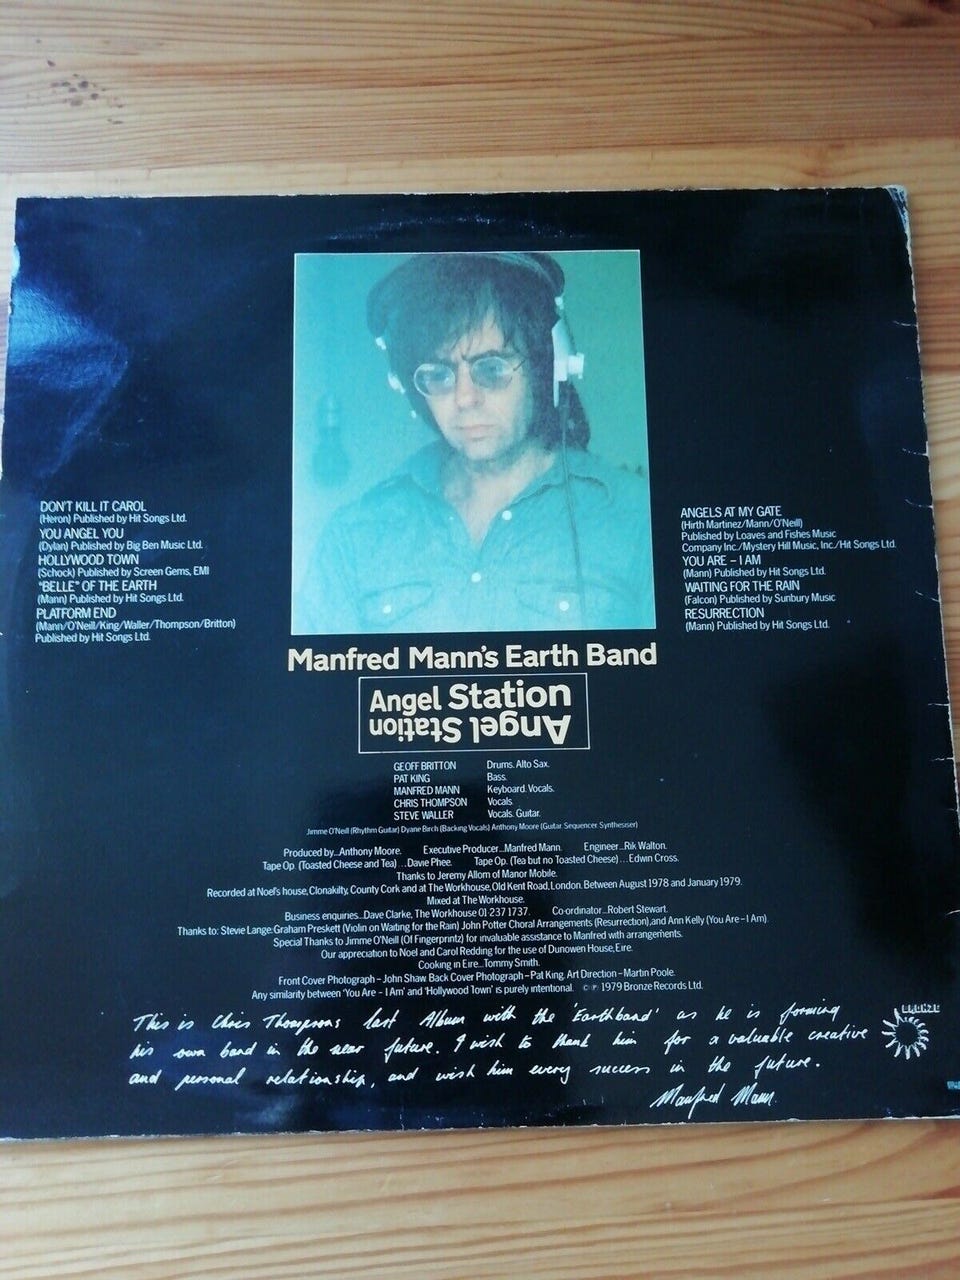 DON'T KILL IT CAROL
(Heron) Published by Hit Songs Ltd.
YOU ANGEL YOU
(Dylan) Published by Big Ben Music Ltd.
HOLLYWOOD TOWN
(Schock) Published by Screen Gems, EMI
"BELLE" OF THE EARTH
(Mann) Published by Hit Songs Ltd.
PLATFORM END
(Mann/O'Neill/King/Waller/Thompson/Britton)
Published by Hit Songs Ltd.
ANGELS AT MY GATE
(Hirth Martinez/Mann/O'Neill)
Published by Loaves and Fishes Music
Company Inc./Mystery Hill Music, Inc./Hit Songs Ltd.
YOU ARE – I AM
(Mann) Published by Hit Songs Ltd.
WAITING FOR THE RAIN
(Falcon) Published by Sunbury Music
RESURRECTION
(Mann) Published by Hit Songs Ltd.
Manfred Mann's Earth Band
Angel Station
Angel Station
GEOFF BRITTON Drums. Alto Sax.
PAT KING Bass.
MANFRED MANN Keyboard. Vocals.
CHRIS THOMPSON Vocals.
STEVE WALLER Vocals. Guitar.
Jimme O'Neill (Rhythm Guitar) Dyane Birch (Backing Vocals) Anthony Moore (Guitar. Sequencer. Synthesiser)
Produced by...Anthony Moore. Executive Producer...Manfred Mann. Engineer...Rik Walton.
Tape Op. (Toasted Cheese and Tea)...Davie Phee. Tape Op. (Tea but no Toasted Cheese)...Edwin Cross.
Thanks to Jeremy Allom of Manor Mobile.
Recorded at Noel's house, Clonakilty, County Cork and at The Workhouse, Old Kent Road, London. Between August 1978 and January 1979.
Mixed at The Workhouse.
Business enquiries...Dave Clarke, The Workhouse 01-237 1737. Co-ordinator...Robert Stewart.
Thanks to: Stevie Lange: Graham Preskett (Violin on Waiting for the Rain) John Potter Choral Arrangements (Resurrection), and Ann Kelly (You Are – I Am)
Special Thanks to Jimme O'Neill (Of Fingerprintz) for invaluable assistance to Manfred with arrangements.
Our appreciation to Noel and Carol Redding for the use of Dunowen House, Eire.
Cooking in Eire...Tommy Smith.
Front Cover Photograph – John Shaw. Back Cover Photograph – Pat King. Art Direction – Martin Poole.
Any similarity between 'You Are – I Am' and 'Hollywood Town' is purely intentional. © ℗ 1979 Bronze Records Ltd.
This is Chris Thompsons last Album with the 'Earthband' as he is forming
his own band in the near future. I wish to thank him for a valuable creative
and personal relationship, and wish him every success in the future.
Manfred Mann.
BRONZE